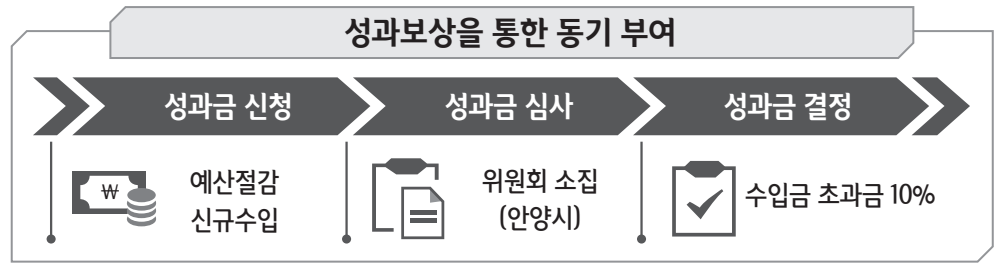 성과보상을 통한 동기 부여
성과금 신청
성과금 심사
성과금 결정
₩
예산절감
신규수입
위원회 소집
(안양시)
수입금 초과금 10%